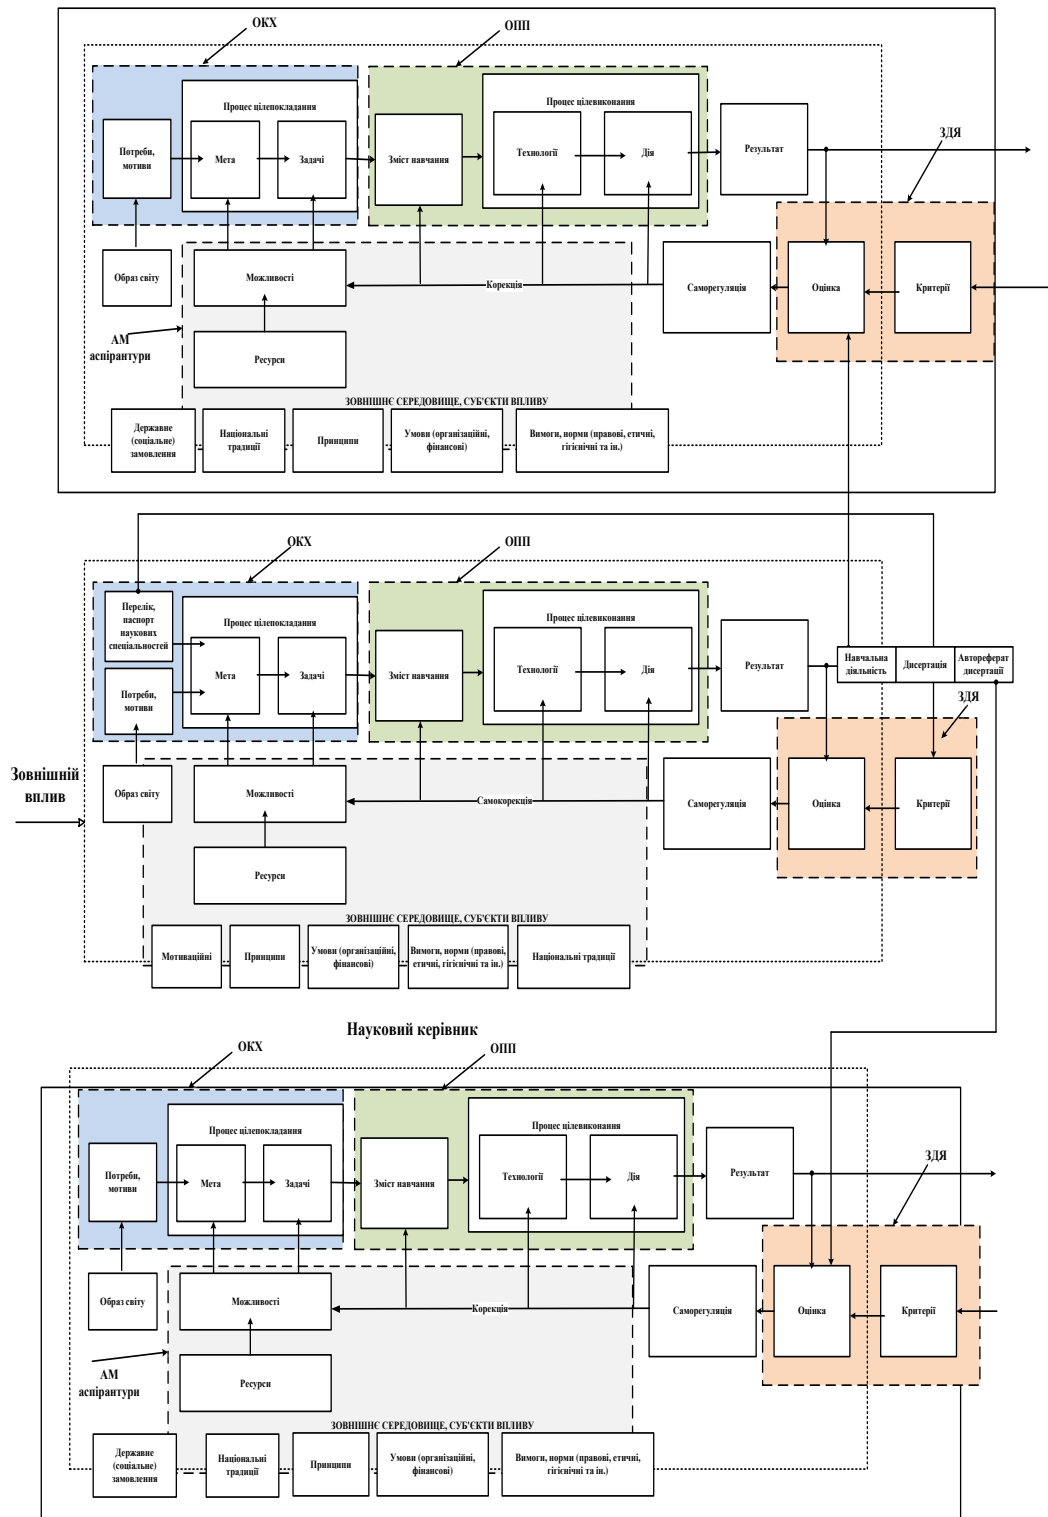 ОКХ
ОПП
ЗДЯ
Процес цілепокладання
Процес цілевиконання
Потреби,
мотиви
Мета
Задачі
Зміст навчання
Технології
Дія
Результат
Образ світу
Можливості
Корекція
Саморегуляція
Оцінка
Критерії
АМ
аспірантури
Ресурси
ЗОВНІШНЄ СЕРЕДОВИЩЕ, СУБ'ЄКТИ ВПЛИВУ
Державне
(соціальне)
замовлення
Національні
традиції
Принципи
Умови (організаційні,
фінансові)
Вимоги, норми (правові, етичні,
гігієнічні та ін.)
ОКХ
ОПП
Перелік,
паспорт
наукових
спеціальностей
Процес цілепокладання
Процес цілевиконання
Потреби,
мотиви
Мета
Задачі
Зміст навчання
Технології
Дія
Результат
Навчальна
діяльність
Дисертація
Автореферат
дисертації
ЗДЯ
Зовнішній
вплив
Образ світу
Можливості
Самокорекція
Саморегуляція
Оцінка
Критерії
Ресурси
ЗОВНІШНЄ СЕРЕДОВИЩЕ, СУБ'ЄКТИ ВПЛИВУ
Мотиваційні
Принципи
Умови (організаційні,
фінансові)
Вимоги, норми (правові,
етичні, гігієнічні та ін.)
Національні традиції
Науковий керівник
ОКХ
ОПП
ЗДЯ
Процес цілепокладання
Процес цілевиконання
Потреби,
мотиви
Мета
Задачі
Зміст навчання
Технології
Дія
Результат
Образ світу
Можливості
Корекція
Саморегуляція
Оцінка
Критерії
АМ
аспірантури
Ресурси
ЗОВНІШНЄ СЕРЕДОВИЩЕ, СУБ'ЄКТИ ВПЛИВУ
Державне
(соціальне)
замовлення
Національні
традиції
Принципи
Умови (організаційні,
фінансові)
Вимоги, норми (правові, етичні,
гігієнічні та ін.)